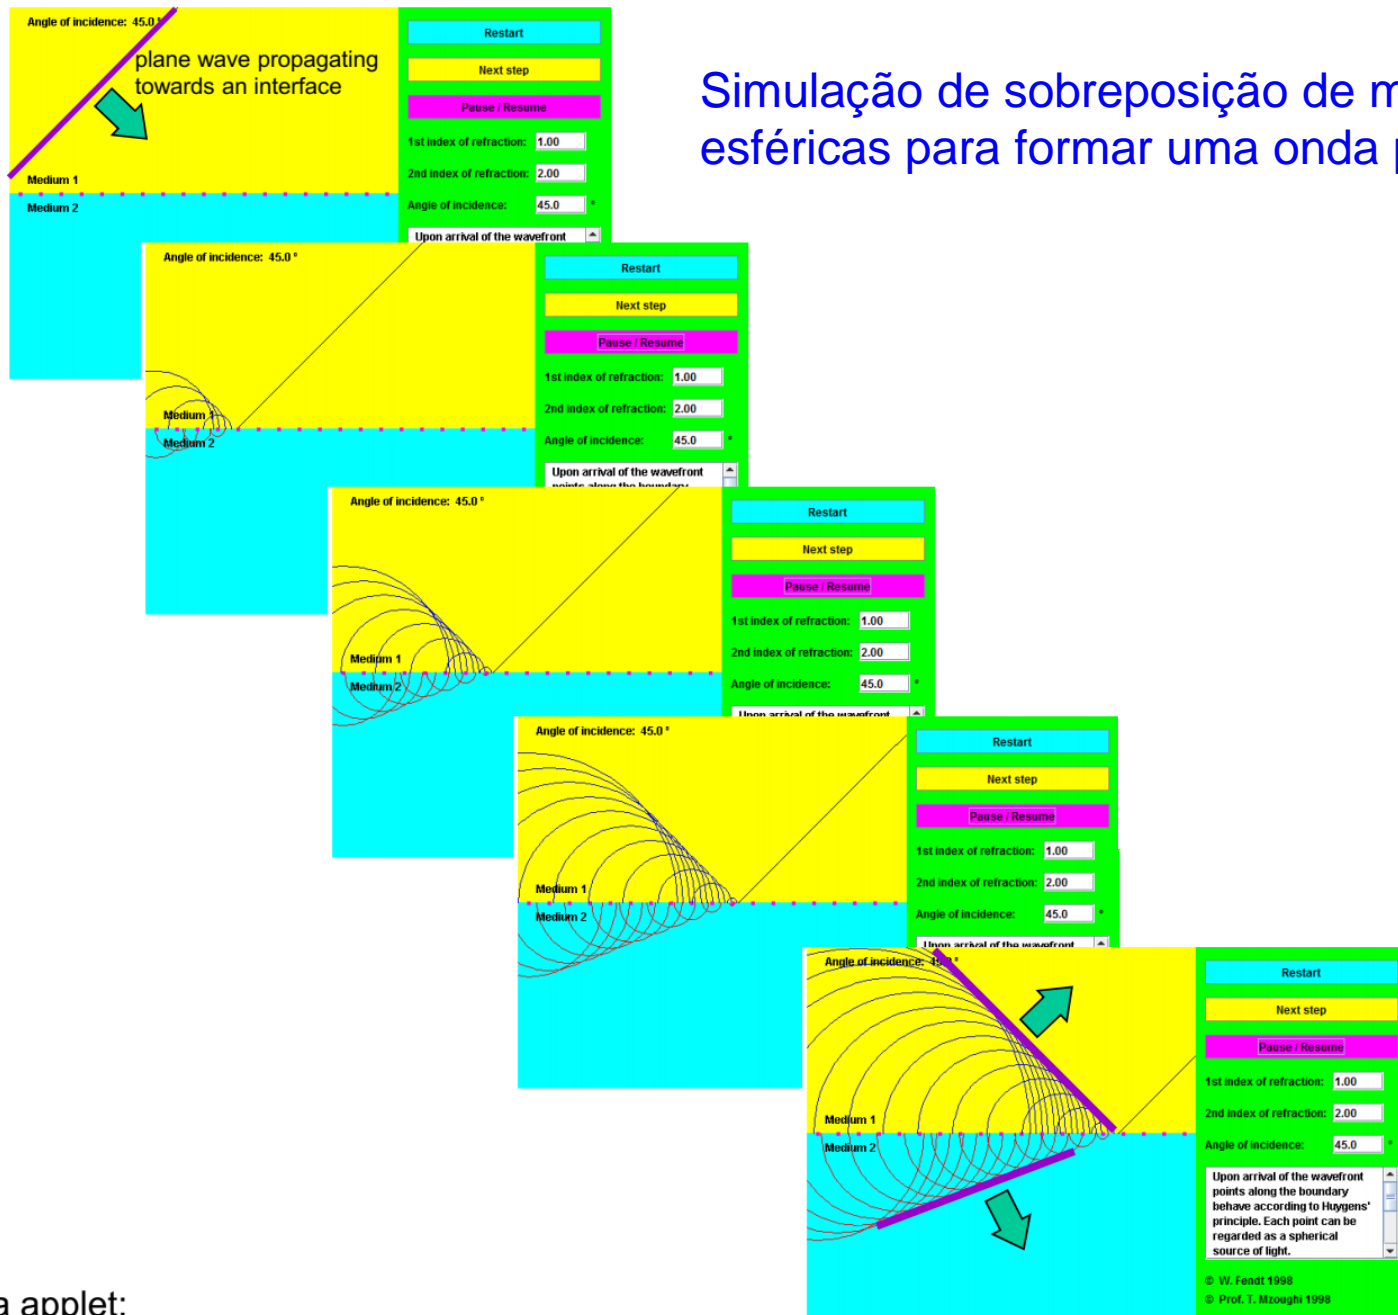 Simulação de sobreposição de m
esféricas para formar uma onda p
Angle of incidence: 45.0 °
plane wave propagating
towards an interface
Medium 1
Medium 2
Restart
Next step
Pause / Resume
1st index of refraction: 1.00
2nd index of refraction: 2.00
Angle of incidence: 45.0 °
Upon arrival of the wavefront
Angle of incidence: 45.0 °
Medium 1
Medium 2
Restart
Next step
Pause / Resume
1st index of refraction: 1.00
2nd index of refraction: 2.00
Angle of incidence: 45.0 °
Upon arrival of the wavefront
points along the boundary
Angle of incidence: 45.0 °
Medium 1
Medium 2
Restart
Next step
Pause / Resume
1st index of refraction: 1.00
2nd index of refraction: 2.00
Angle of incidence: 45.0 °
Upon arrival of the wavefront
Angle of incidence: 45.0 °
Medium 1
Medium 2
Restart
Next step
Pause / Resume
1st index of refraction: 1.00
2nd index of refraction: 2.00
Angle of incidence: 45.0 °
Upon arrival of the wavefront
Angle of incidence: 45.0 °
Medium 1
Medium 2
Restart
Next step
Pause / Resume
1st index of refraction: 1.00
2nd index of refraction: 2.00
Angle of incidence: 45.0 °
Upon arrival of the wavefront
points along the boundary
behave according to Huygens'
principle. Each point can be
regarded as a spherical
source of light.
© W. Fendt 1998
© Prof. T. Mzoughi 1998
a applet: